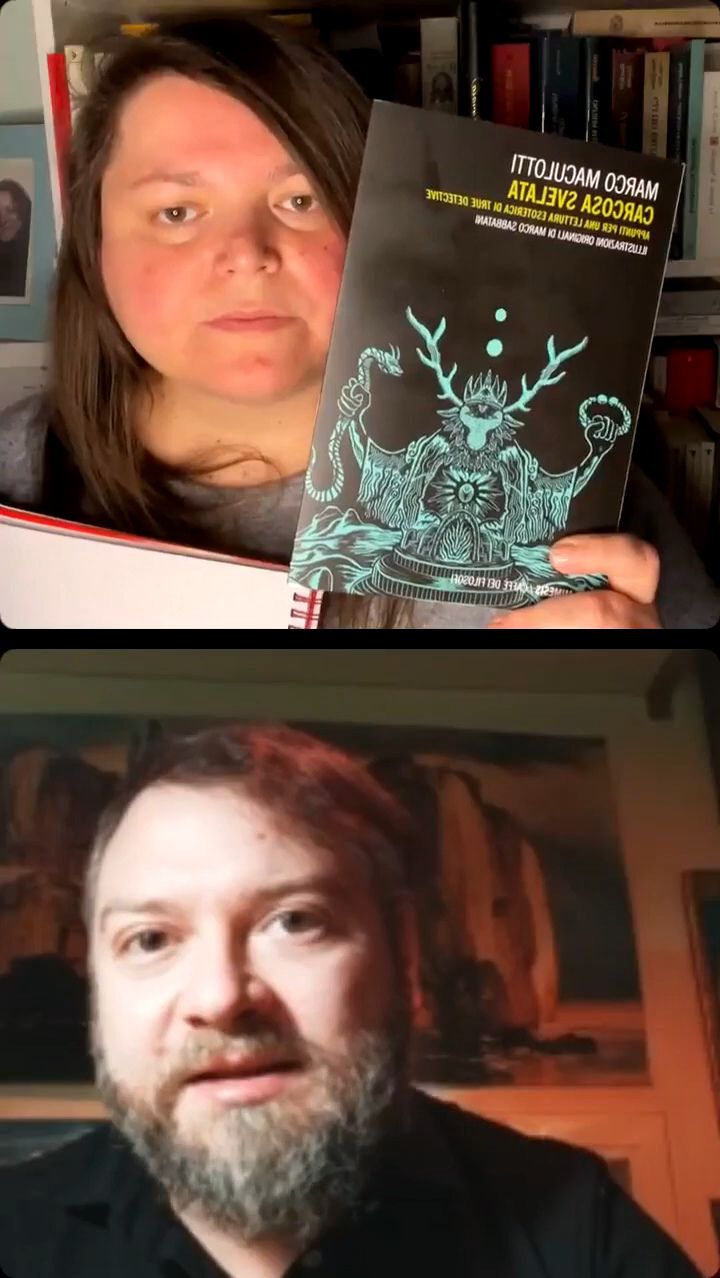 MARCO MACULOTTI
CARCOSA SVELATA
APPUNTI PER UNA LETTURA ESOTERICA DI TRUE DETECTIVE
ILLUSTRAZIONI ORIGINALI DI MARCO SABBATANI
MIMESIS / CAFFÈ DEI FILOSOFI